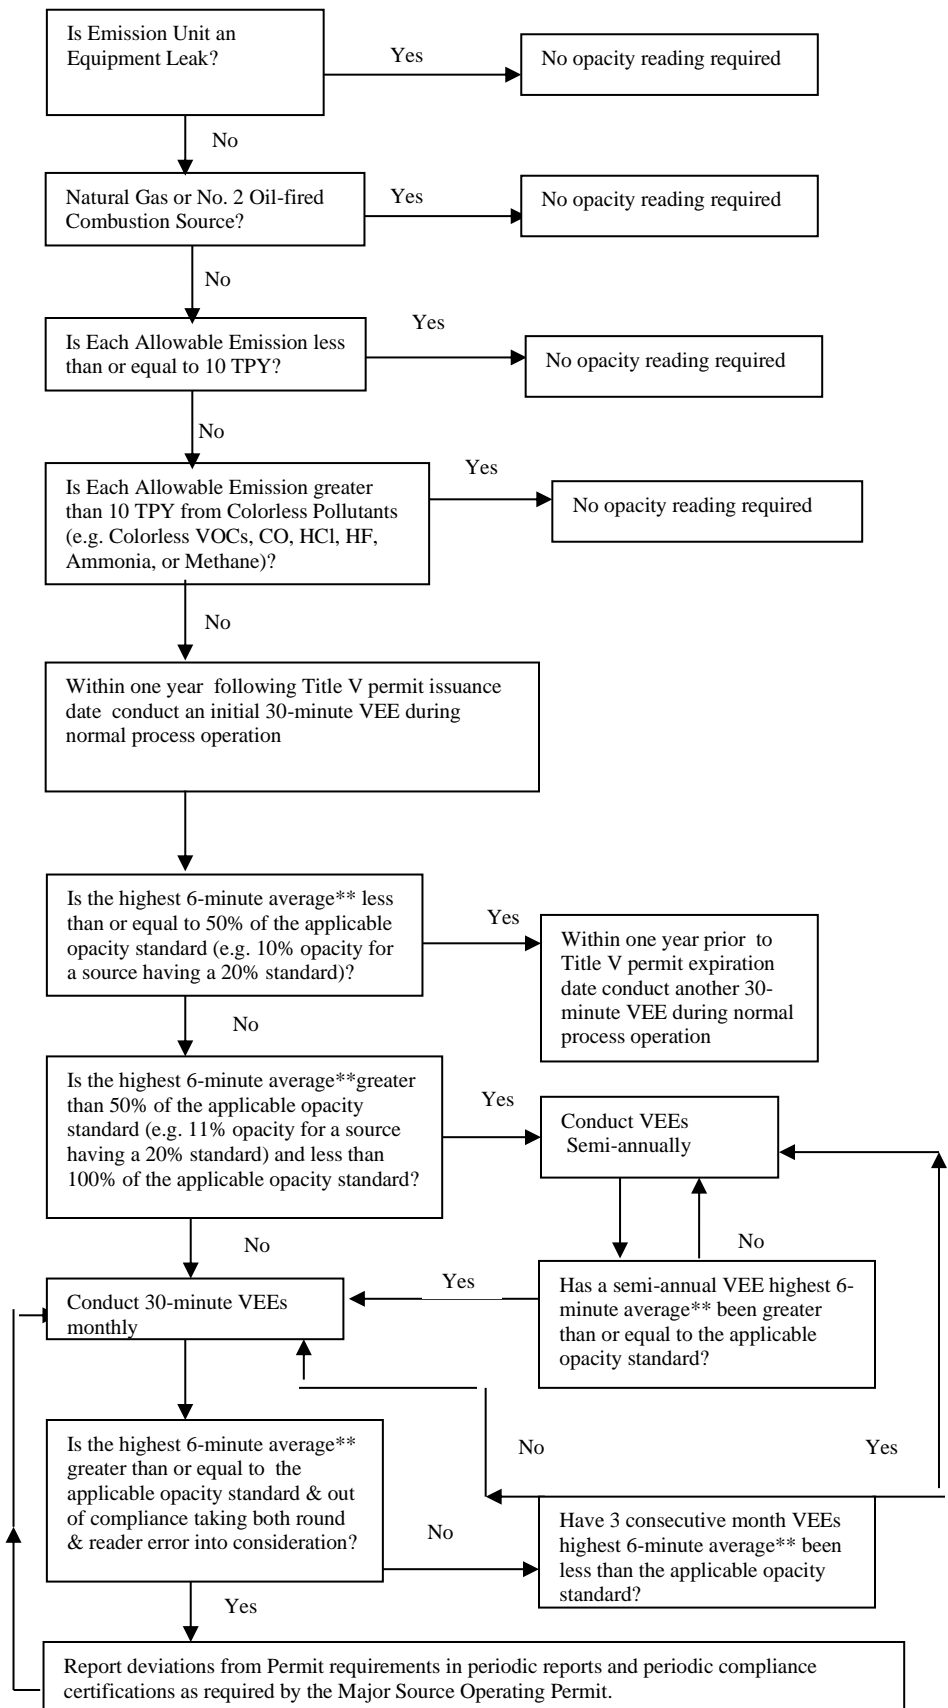 Is Emission Unit an
Equipment Leak?
Yes
No opacity reading required
No
Natural Gas or No. 2 Oil-fired
Combustion Source?
Yes
No opacity reading required
No
Is Each Allowable Emission less
than or equal to 10 TPY?
Yes
No opacity reading required
No
Is Each Allowable Emission greater
than 10 TPY from Colorless Pollutants
(e.g. Colorless VOCs, CO, HCl, HF,
Ammonia, or Methane)?
Yes
No opacity reading required
No
Within one year following Title V permit issuance
date conduct an initial 30-minute VEE during
normal process operation
Is the highest 6-minute average** less
than or equal to 50% of the applicable
opacity standard (e.g. 10% opacity for
a source having a 20% standard)?
Yes
Within one year prior to
Title V permit expiration
date conduct another 30-
minute VEE during normal
process operation
No
Is the highest 6-minute average**greater
than 50% of the applicable opacity
standard (e.g. 11% opacity for a source
having a 20% standard) and less than
100% of the applicable opacity standard?
Yes
Conduct VEEs
Semi-annually
No
No
Has a semi-annual VEE highest 6-
minute average** been greater
than or equal to the applicable
opacity standard?
Yes
Conduct 30-minute VEEs
monthly
Is the highest 6-minute average**
greater than or equal to the
applicable opacity standard & out
of compliance taking both round
& reader error into consideration?
No
No
Yes
Have 3 consecutive month VEEs
highest 6-minute average** been
less than the applicable opacity
standard?
Yes
Report deviations from Permit requirements in periodic reports and periodic compliance
certifications as required by the Major Source Operating Permit.